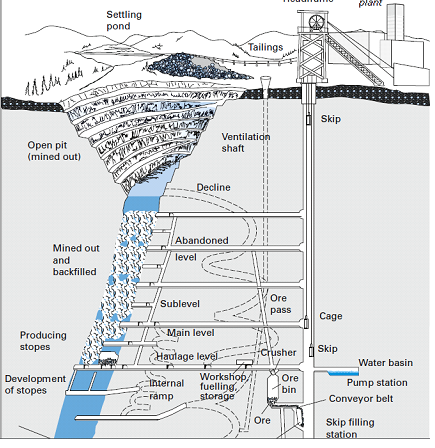 Headframe
plant
Settling
pond
Tailings
Skip
Open pit
(mined out)
Ventilation
shaft
Decline
Abandoned
level
Mined out
and
backfilled
Sublevel
Ore
pass
Cage
Main level
Producing
stopes
Haulage level
Crusher
Skip
Water basin
Development
of stopes
Internal
ramp
Workshop,
fuelling,
storage
Ore
bin
Pump station
Conveyor belt
Ore
Skip filling
station